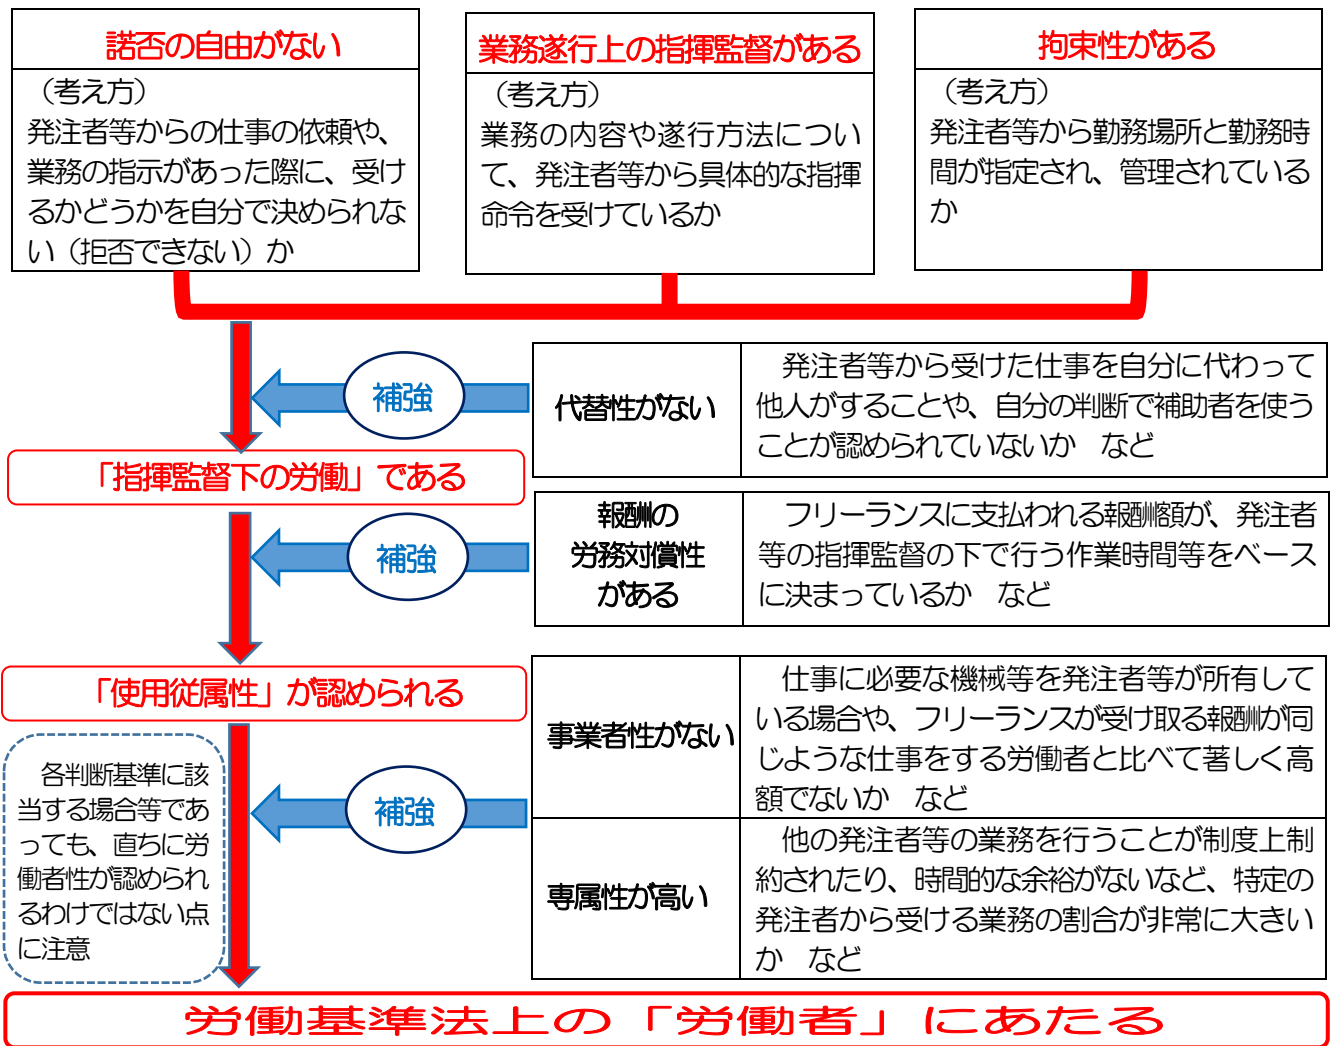 諾否の自由がない
（考え方）
発注者等からの仕事の依頼や、
業務の指示があった際に、受け
るかどうかを自分で決められな
い（拒否できない）か
業務遂行上の指揮監督がある
（考え方）
業務の内容や遂行方法につい
て、発注者等から具体的な指揮
命令を受けているか
拘束性がある
（考え方）
発注者等から勤務場所と勤務時
間が指定され、管理されている
か
補強
代替性がない
発注者等から受けた仕事を自分に代わって
他人がすることや、自分の判断で補助者を使う
ことが認められていないか　など
「指揮監督下の労働」である
補強
報酬の
労務対償性
がある
フリーランスに支払われる報酬額が、発注者
等の指揮監督の下で行う作業時間等をベース
に決まっているか　など
「使用従属性」が認められる
各判断基準に該
当する場合等であ
っても、直ちに労
働者性が認められ
るわけではない点
に注意
補強
事業者性がない
仕事に必要な機械等を発注者等が所有して
いる場合や、フリーランスが受け取る報酬が同
じような仕事をする労働者と比べて著しく高
額でないか　など
専属性が高い
他の発注者等の業務を行うことが制度上制
約されたり、時間的な余裕がないなど、特定の
発注者から受ける業務の割合が非常に大きい
か　など
労働基準法上の「労働者」にあたる